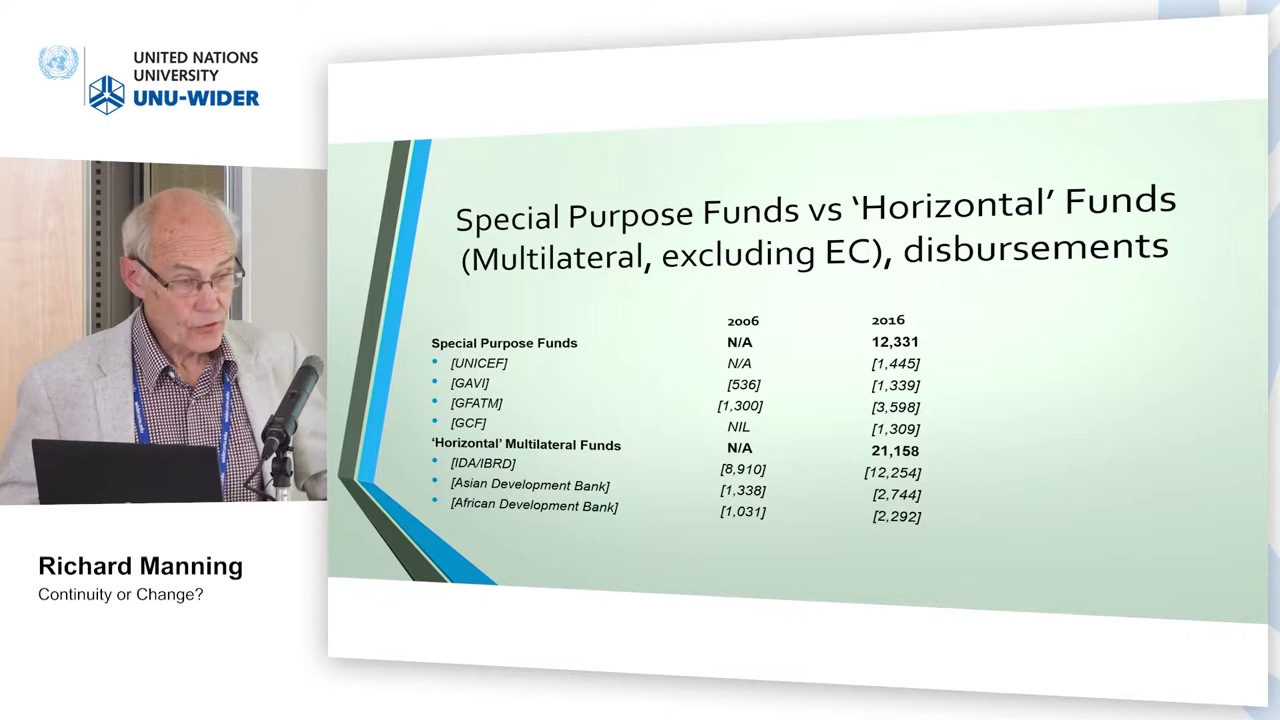 UNITED NATIONS
UNIVERSITY
UNU-WIDER
Special Purpose Funds vs ‘Horizontal’ Funds
(Multilateral, excluding EC), disbursements
2006 2016
Special Purpose Funds N/A 12,331
• [UNICEF] N/A [1,445]
• [GAVI] [536] [1,339]
• [GFATM] [1,300] [3,598]
• [GCF] NIL [1,309]
‘Horizontal’ Multilateral Funds N/A 21,158
• [IDA/IBRD] [8,910] [12,254]
• [Asian Development Bank] [1,338] [2,744]
• [African Development Bank] [1,031] [2,292]
Richard Manning
Continuity or Change?